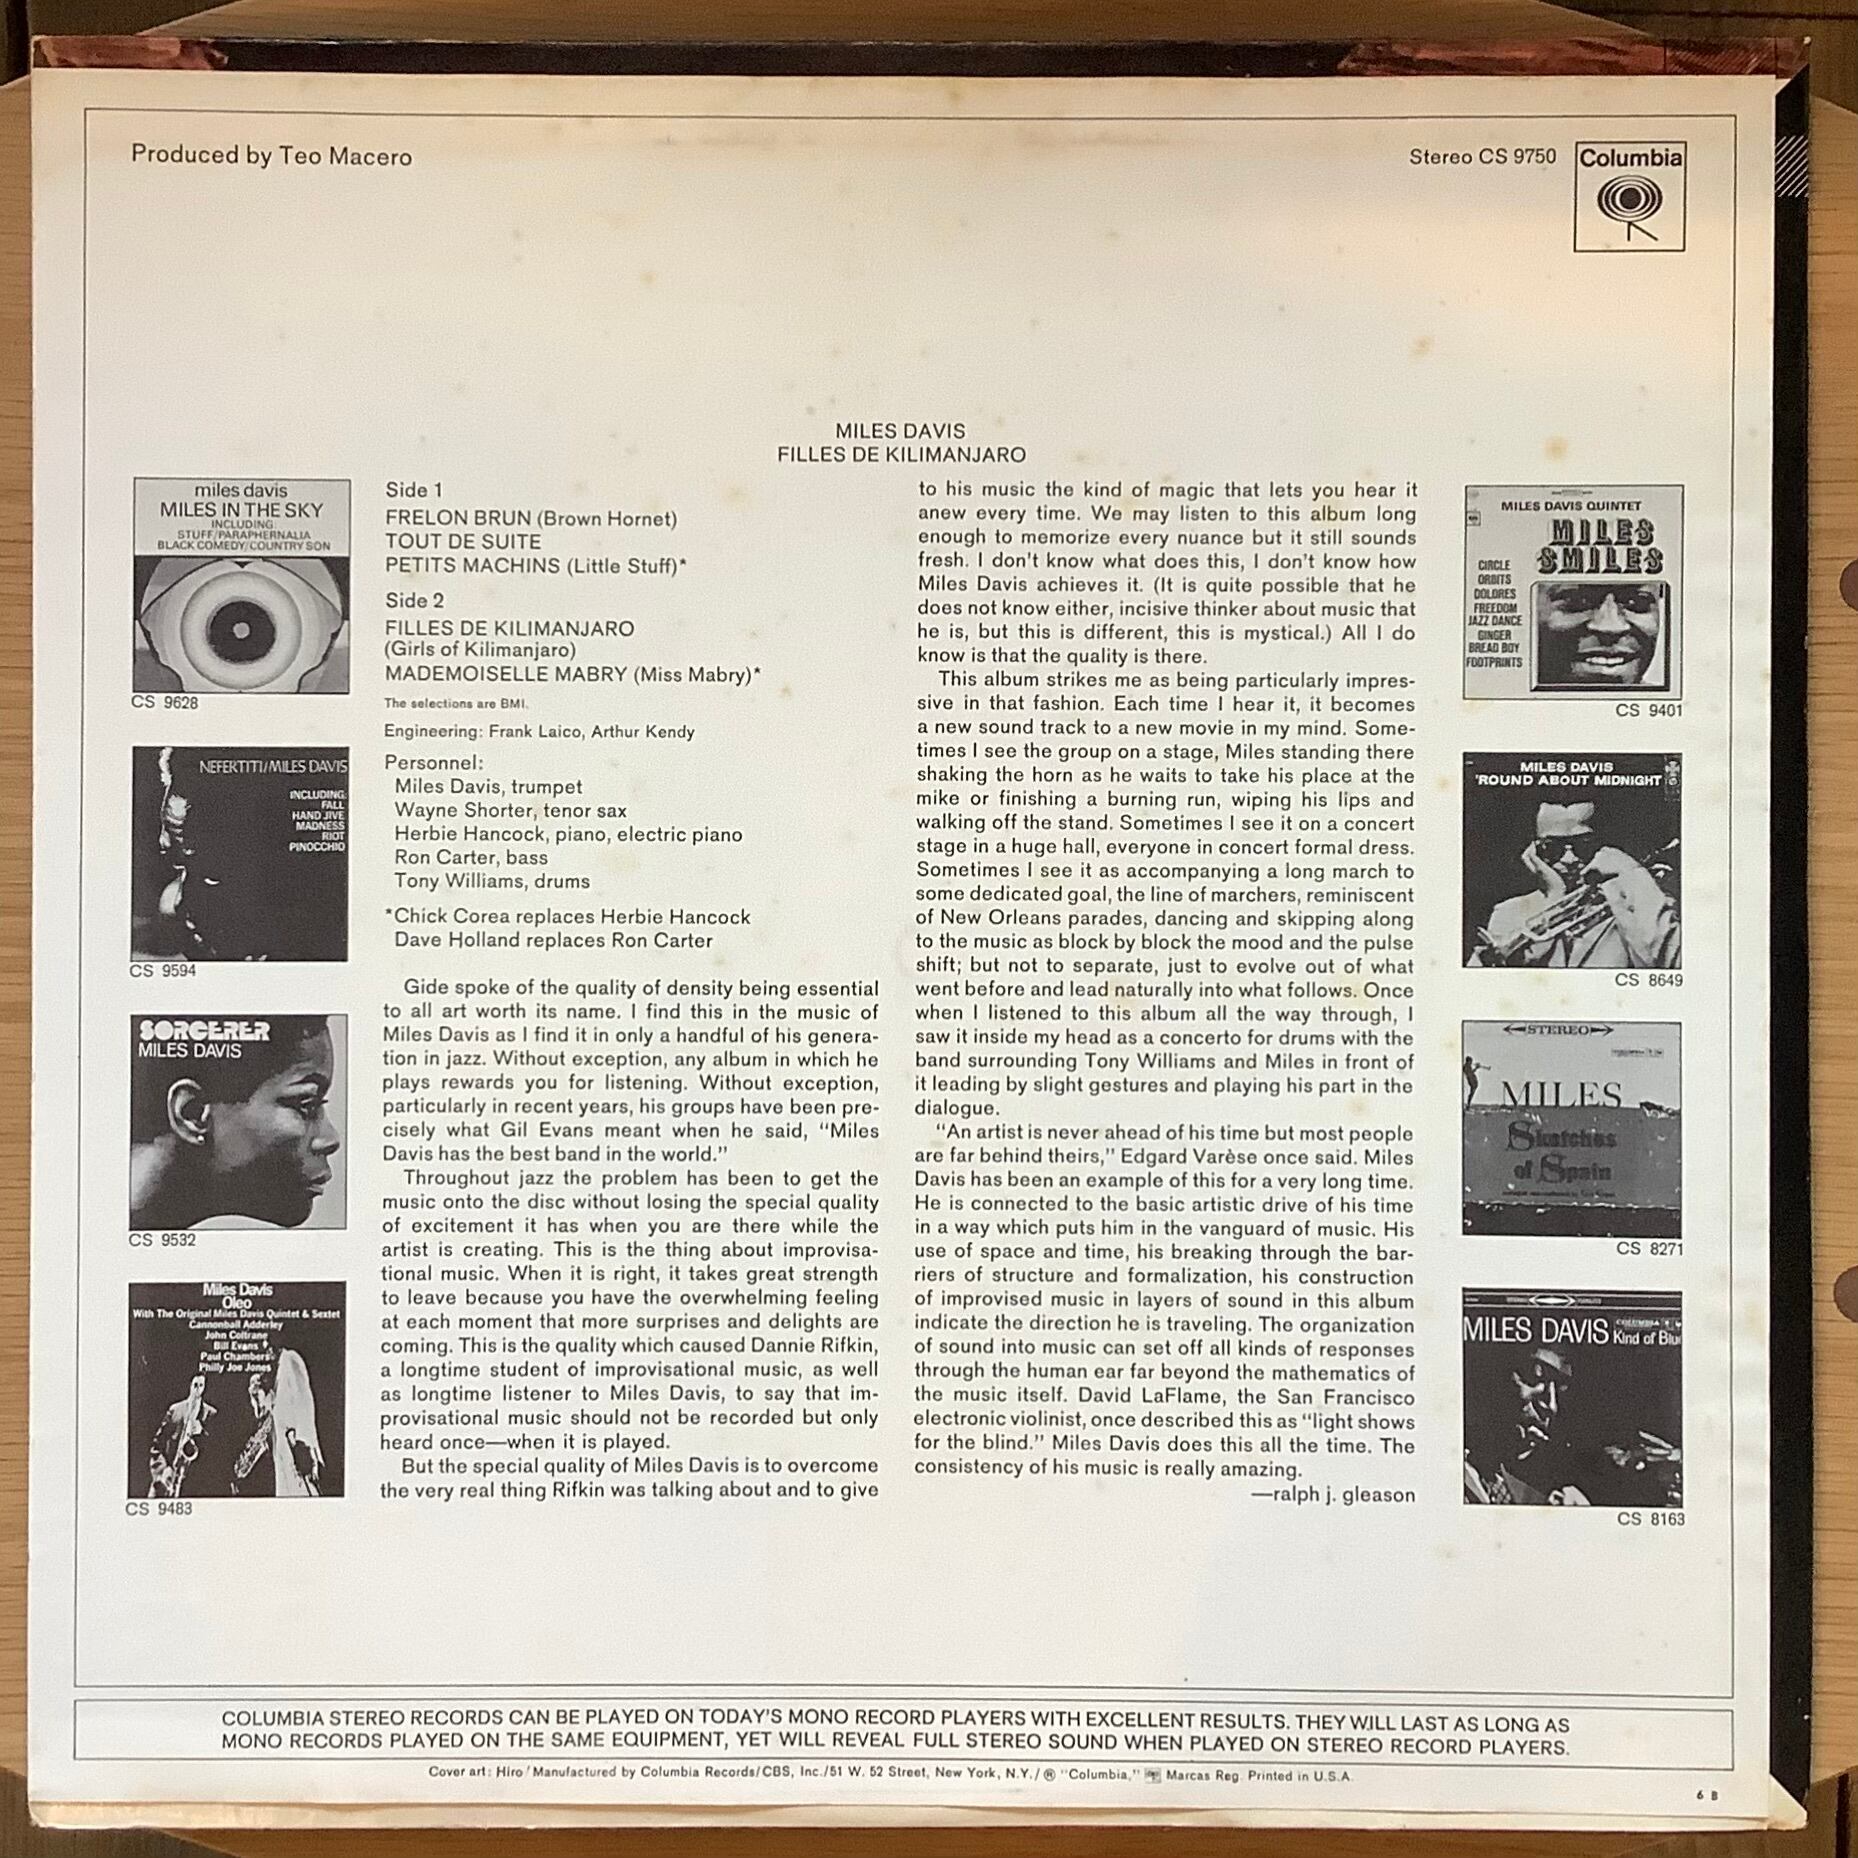 Produced by Teo Macero
Stereo CS 9750
Columbia
MILES DAVIS
FILLES DE KILIMANJARO
miles davis
MILES IN THE SKY
INCLUDING:
STUFF/PARAPHERNALIA
BLACK COMEDY/COUNTRY SON
CS 9628
NEFERTITI/MILES DAVIS
INCLUDING:
FALL
HAND JIVE
MADNESS
RIOT
PINOCCHIO
CS 9594
SORCERER
MILES DAVIS
CS 9532
Miles Davis
Oleo
With The Original Miles Davis Quintet & Sextet
Cannonball Adderley
John Coltrane
Bill Evans
Paul Chambers
Philly Joe Jones
CS 9483
Side 1
FRELON BRUN (Brown Hornet)
TOUT DE SUITE
PETITS MACHINS (Little Stuff)*
Side 2
FILLES DE KILIMANJARO
(Girls of Kilimanjaro)
MADEMOISELLE MABRY (Miss Mabry)*
The selections are BMI.
Engineering: Frank Laico, Arthur Kendy
Personnel:
Miles Davis, trumpet
Wayne Shorter, tenor sax
Herbie Hancock, piano, electric piano
Ron Carter, bass
Tony Williams, drums
*Chick Corea replaces Herbie Hancock
Dave Holland replaces Ron Carter
Gide spoke of the quality of density being essential
to all art worth its name. I find this in the music of
Miles Davis as I find it in only a handful of his genera-
tion in jazz. Without exception, any album in which he
plays rewards you for listening. Without exception,
particularly in recent years, his groups have been pre-
cisely what Gil Evans meant when he said, "Miles
Davis has the best band in the world."
Throughout jazz the problem has been to get the
music onto the disc without losing the special quality
of excitement it has when you are there while the
artist is creating. This is the thing about improvisa-
tional music. When it is right, it takes great strength
to leave because you have the overwhelming feeling
at each moment that more surprises and delights are
coming. This is the quality which caused Dannie Rifkin,
a longtime student of improvisational music, as well
as longtime listener to Miles Davis, to say that im-
provisational music should not be recorded but only
heard once—when it is played.
But the special quality of Miles Davis is to overcome
the very real thing Rifkin was talking about and to give
to his music the kind of magic that lets you hear it
anew every time. We may listen to this album long
enough to memorize every nuance but it still sounds
fresh. I don't know what does this, I don't know how
Miles Davis achieves it. (It is quite possible that he
does not know either, incisive thinker about music that
he is, but this is different, this is mystical.) All I do
know is that the quality is there.
This album strikes me as being particularly impres-
sive in that fashion. Each time I hear it, it becomes
a new sound track to a new movie in my mind. Some-
times I see the group on a stage, Miles standing there
shaking the horn as he waits to take his place at the
mike or finishing a burning run, wiping his lips and
walking off the stand. Sometimes I see it on a concert
stage in a huge hall, everyone in concert formal dress.
Sometimes I see it as accompanying a long march to
some dedicated goal, the line of marchers, reminiscent
of New Orleans parades, dancing and skipping along
to the music as block by block the mood and the pulse
shift; but not to separate, just to evolve out of what
went before and lead naturally into what follows. Once
when I listened to this album all the way through, I
saw it inside my head as a concerto for drums with the
band surrounding Tony Williams and Miles in front of
it leading by slight gestures and playing his part in the
dialogue.
"An artist is never ahead of his time but most people
are far behind theirs," Edgard Varèse once said. Miles
Davis has been an example of this for a very long time.
He is connected to the basic artistic drive of his time
in a way which puts him in the vanguard of music. His
use of space and time, his breaking through the bar-
riers of structure and formalization, his construction
of improvised music in layers of sound in this album
indicate the direction he is traveling. The organization
of sound into music can set off all kinds of responses
through the human ear far beyond the mathematics of
the music itself. David LaFlame, the San Francisco
electronic violinist, once described this as "light shows
for the blind." Miles Davis does this all the time. The
consistency of his music is really amazing.
—ralph j. gleason
MILES DAVIS QUINTET
MILES
SMILES
CIRCLE
ORBITS
DOLORES
FREEDOM
JAZZ DANCE
GINGER
BREAD BOY
FOOTPRINTS
CS 9401
MILES DAVIS
'ROUND ABOUT MIDNIGHT
CS 8649
STEREO
MILES
Sketches
of Spain
CS 8271
MILES DAVIS Kind of Blu
CS 8163
COLUMBIA STEREO RECORDS CAN BE PLAYED ON TODAY'S MONO RECORD PLAYERS WITH EXCELLENT RESULTS. THEY WILL LAST AS LONG AS
MONO RECORDS PLAYED ON THE SAME EQUIPMENT, YET WILL REVEAL FULL STEREO SOUND WHEN PLAYED ON STEREO RECORD PLAYERS.
Cover art: Hiro/Manufactured by Columbia Records/CBS, Inc./51 W. 52 Street, New York, N.Y./® "Columbia," Marcas Reg. Printed in U.S.A.
6 B